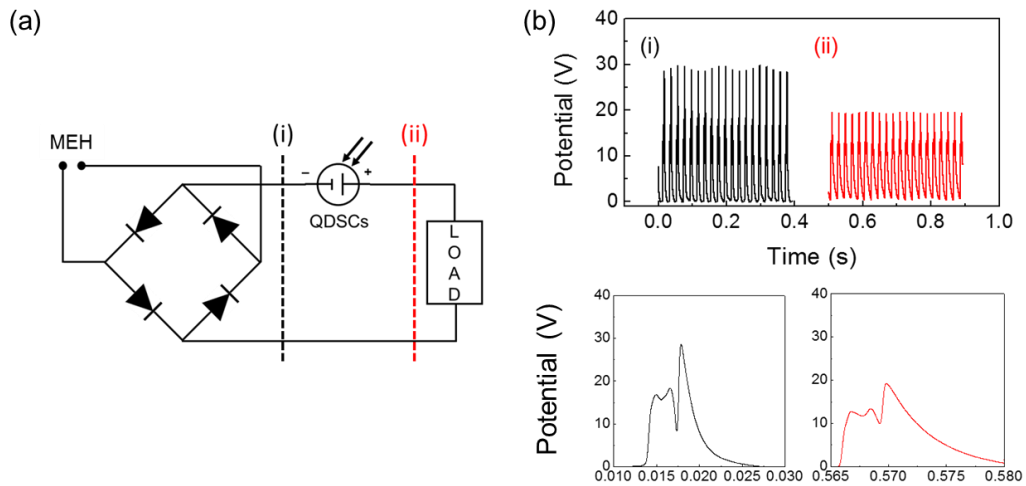 (a)
MEH
(i)
(ii)
−
+
QDSCs
L
O
A
D
(b)
40
30
20
10
0
Potential (V)
(i)
(ii)
0.0 0.2 0.4 0.6 0.8 1.0
Time (s)
40
30
20
10
0
Potential (V)
0.010 0.015 0.020 0.025 0.030
40
30
20
10
0
0.565 0.570 0.575 0.580